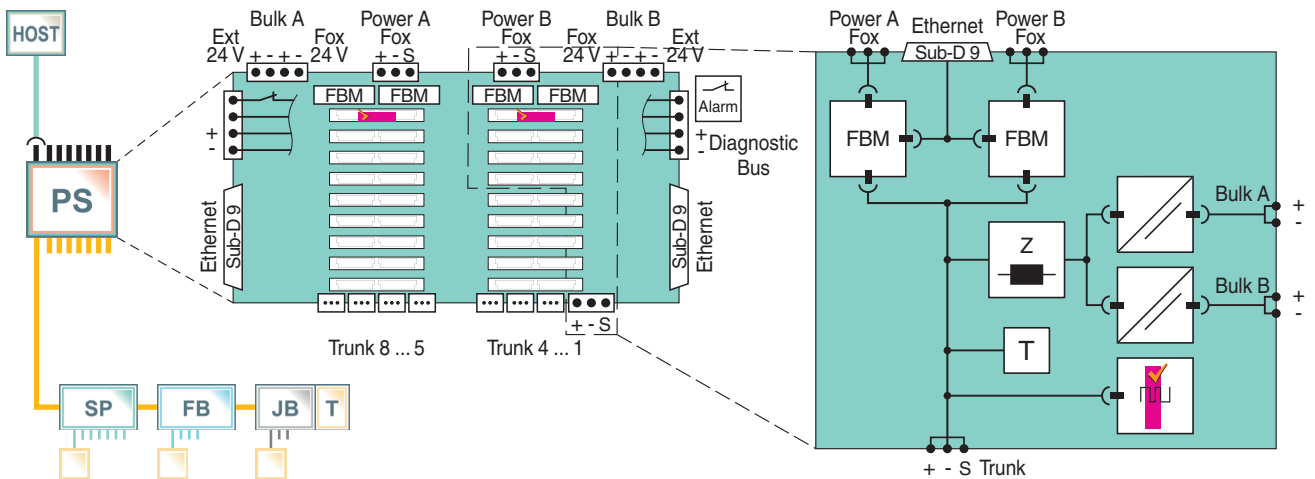 HOST
PS
SP
FB
JB
T
Bulk A
Power A
Power B
Bulk B
Ext
24 V
+ - + -
Fox
24 V
Fox
+ - S
Fox
+ - S
Fox
24 V
+ - + -
Ext
24 V
FBM
FBM
FBM
FBM
Alarm
+
-
+
-
Diagnostic
Bus
Ethernet
Sub-D 9
Sub-D 9
Ethernet
+ - S
Trunk 8 ... 5
Trunk 4 ... 1
Power A
Fox
Ethernet
Sub-D 9
Power B
Fox
FBM
FBM
Bulk A
+
-
Z
Bulk B
+
-
T
+ - S Trunk